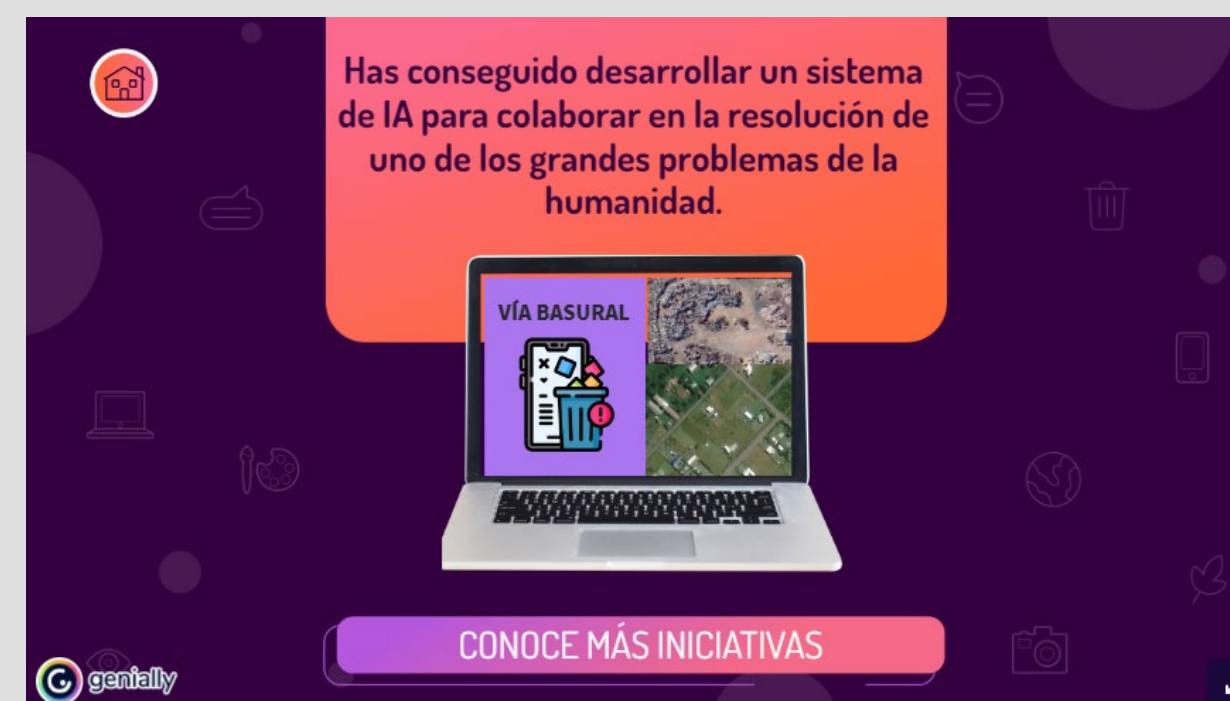 Has conseguido desarrollar un sistema
de IA para colaborar en la resolución de
uno de los grandes problemas de la
humanidad.
VÍA BASURAL
CONOCE MÁS INICIATIVAS
genially